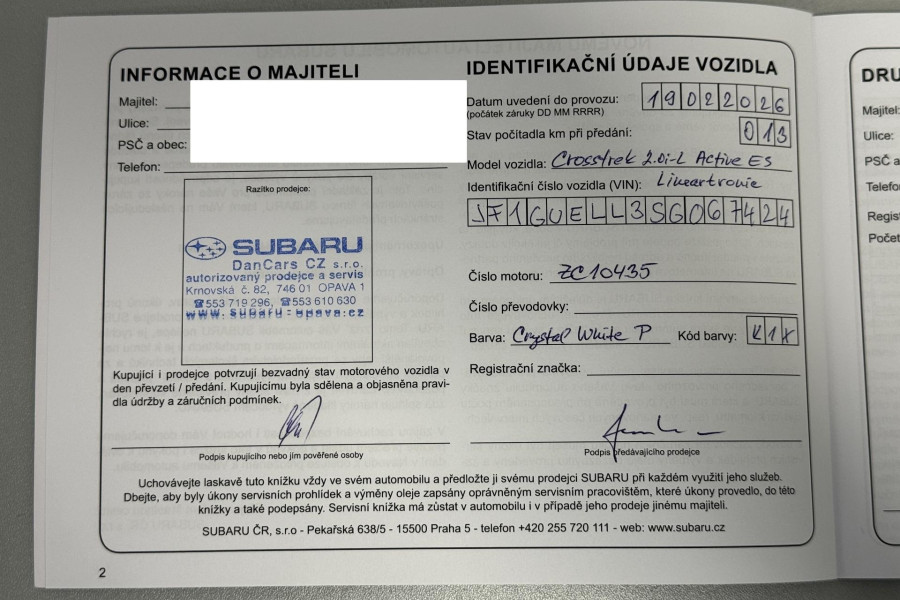 INFORMACE O MAJITELI
Majitel:
Ulice:
PSČ a obec:
Telefon:
Razítko prodejce:
SUBARU
DanCars CZ s.r.o.
autorizovaný prodejce a servis
Krnovská č. 82, 746 01 OPAVA 1
☎553 719 296, ☎553 610 630
www.subaru-opava.cz
Kupující i prodejce potvrzují bezvadný stav motorového vozidla v
den převzetí / předání. Kupujícímu byla sdělena a objasněna pravi-
dla údržby a záručních podmínek.
Podpis kupujícího nebo jím pověřené osoby
IDENTIFIKAČNÍ ÚDAJE VOZIDLA
Datum uvedení do provozu: 19022026
(počátek záruky DD MM RRRR)
Stav počítadla km při předání: 013
Model vozidla: Crosstrek 2.0i-L Active ES
Identifikační číslo vozidla (VIN): Lineartronic
JF1GUELL3SG067424
Číslo motoru: ZC10435
Číslo převodovky:
Barva: Crystal White P Kód barvy: K1X
Registrační značka:
Podpis předávajícího prodejce
Uchovávejte laskavě tuto knížku vždy ve svém automobilu a předložte ji svému prodejci SUBARU při každém využití jeho služeb.
Dbejte, aby byly úkony servisních prohlídek a výměny oleje zapsány oprávněným servisním pracovištěm, které úkony provedlo, do této
knížky a také podepsány. Servisní knížka má zůstat v automobilu i v případě jeho prodeje jinému majiteli.
SUBARU ČR, s.r.o - Pekařská 638/5 - 15500 Praha 5 - telefon +420 255 720 111 - web: www.subaru.cz
2
DRU
Majitel:
Ulice:
PSČ a
Telefo
Regist
Počet